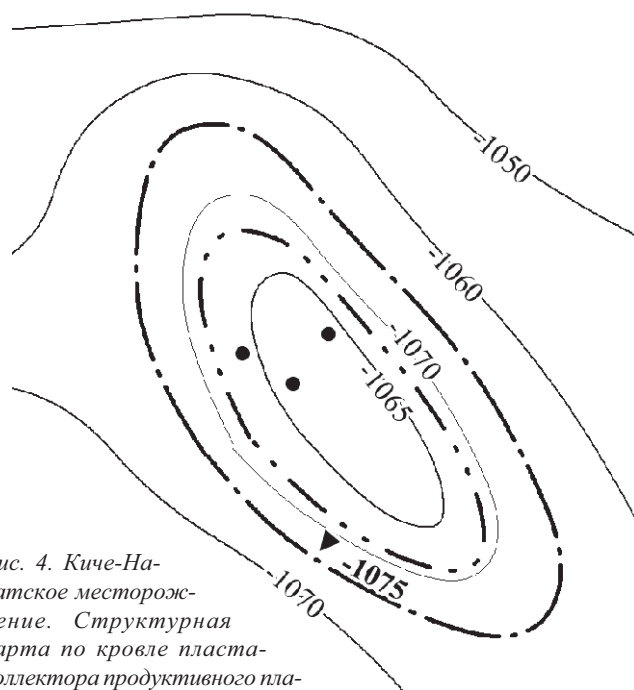 -1050
-1060
-1070
-1065
-1075
-1070
ис. 4. Киче-На-
атское месторож-
ение. Структурная
арта по кровле пласта-
оллектора продуктивного пла-